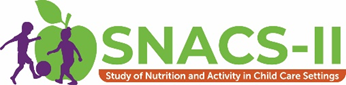 SNACS-II
Study of Nutrition and Activity in Child Care Settings